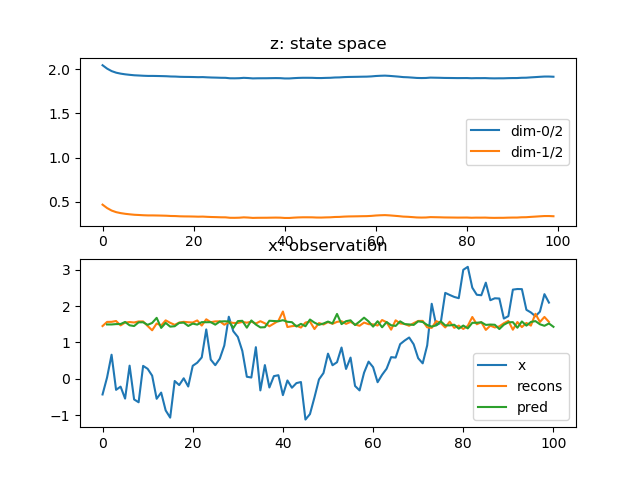 z: state space
2.0
1.5
1.0
0.5
dim-0/2
dim-1/2
0 20 40 60 80 100
x: observation
3
2
1
0
−1
x
recons
pred
0 20 40 60 80 100